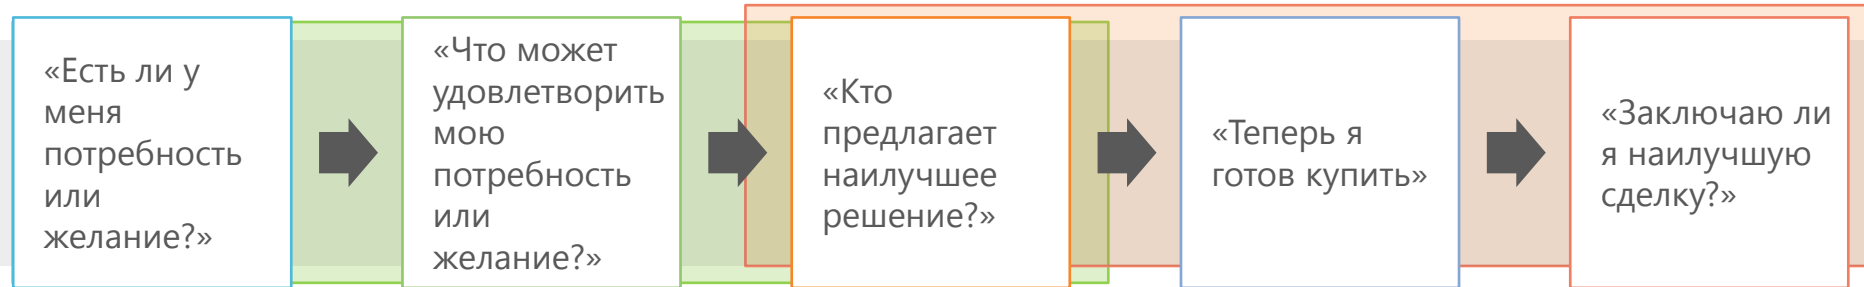 «Есть ли у
меня
потребность
или
желание?»
«Что может
удовлетворить
мою
потребность
или
желание?»
«Кто
предлагает
наилучшее
решение?»
«Теперь я
готов купить»
«Заключаю ли
я наилучшую
сделку?»